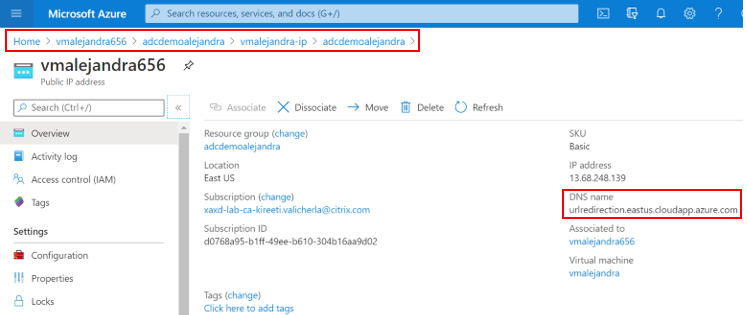 Microsoft Azure
Search resources, services, and docs (G+/)
Home > vmalejandra656 > adcdemoalejandra > vmalejandra-ip > adcdemoalejandra >
vmalejandra656
Public IP address
Search (Ctrl+/)
«
Overview
Activity log
Access control (IAM)
Tags
Settings
Configuration
Properties
Locks
Associate Dissociate Move Delete Refresh
Resource group (change)
adcdemoalejandra
Location
East US
Subscription (change)
xaxd-lab-ca-kireeti.valicherla@citrix.com
Subscription ID
d0768a95-b1ff-49ee-b610-304b16aa9d02
Tags (change)
Click here to add tags
SKU
Basic
IP address
13.68.248.139
DNS name
urlredirection.eastus.cloudapp.azure.com
Associated to
vmalejandra656
Virtual machine
vmalejandra